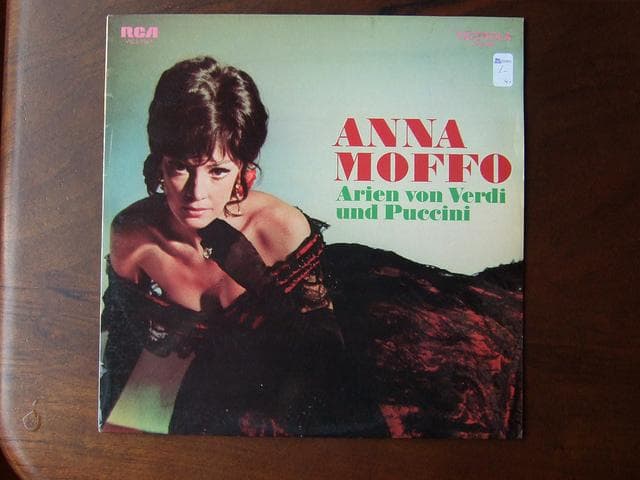 RCA
ANNA
MOFFO
Arien von Verdi
und Puccini